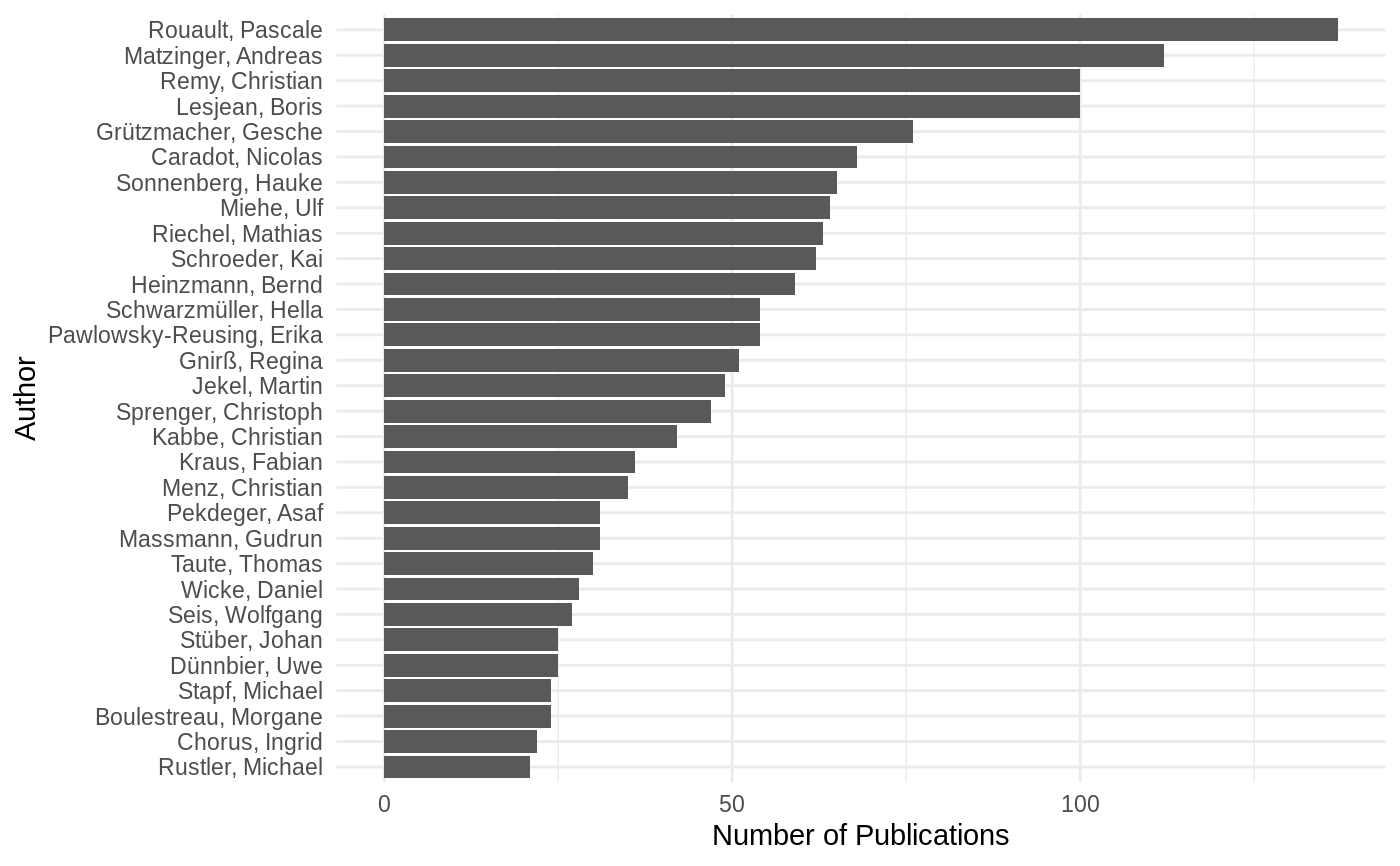 Rouault, Pascale
Matzinger, Andreas
Remy, Christian
Lesjean, Boris
Grützmacher, Gesche
Caradot, Nicolas
Sonnenberg, Hauke
Miehe, Ulf
Riechel, Mathias
Schroeder, Kai
Heinzmann, Bernd
Schwarzmüller, Hella
Pawlowsky-Reusing, Erika
Gnirß, Regina
Jekel, Martin
Sprenger, Christoph
Kabbe, Christian
Kraus, Fabian
Menz, Christian
Pekdeger, Asaf
Massmann, Gudrun
Taute, Thomas
Wicke, Daniel
Seis, Wolfgang
Stüber, Johan
Dünnbier, Uwe
Stapf, Michael
Boulestreau, Morgane
Chorus, Ingrid
Rustler, Michael
Author
0 50 100
Number of Publications